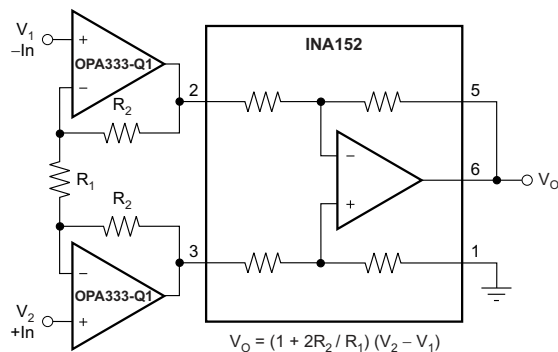 V1
–In
OPA333-Q1
R2
R1
R2
OPA333-Q1
V2
+In
INA152
2
5
6
VO
3
1
VO = (1 + 2R2 / R1) (V2 – V1)
+
−
−
+
−
+